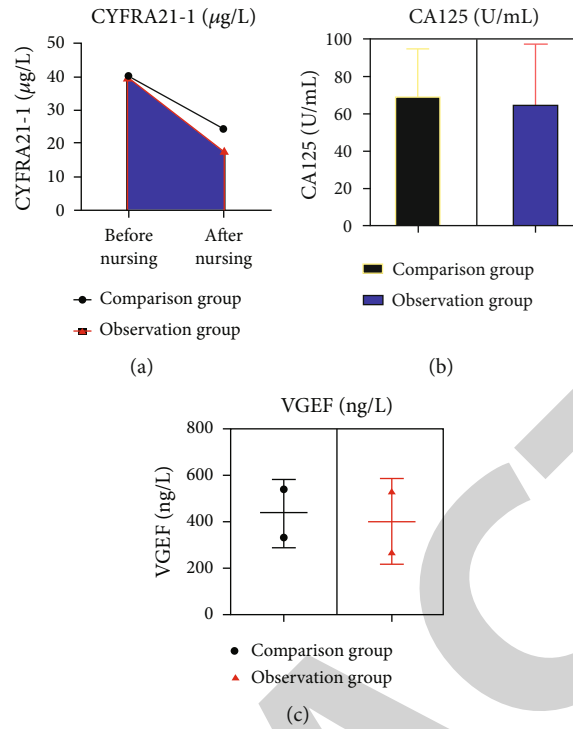 CYFRA21-1 (µg/L)
CYFRA21-1 (µg/L)
50
40
30
20
10
0
Before nursing
After nursing
Comparison group
Observation group
(a)
CA125 (U/mL)
CA125 (U/mL)
100
80
60
40
20
0
Comparison group
Observation group
(b)
VGEF (ng/L)
VGEF (ng/L)
800
600
400
200
0
Comparison group
Observation group
(c)